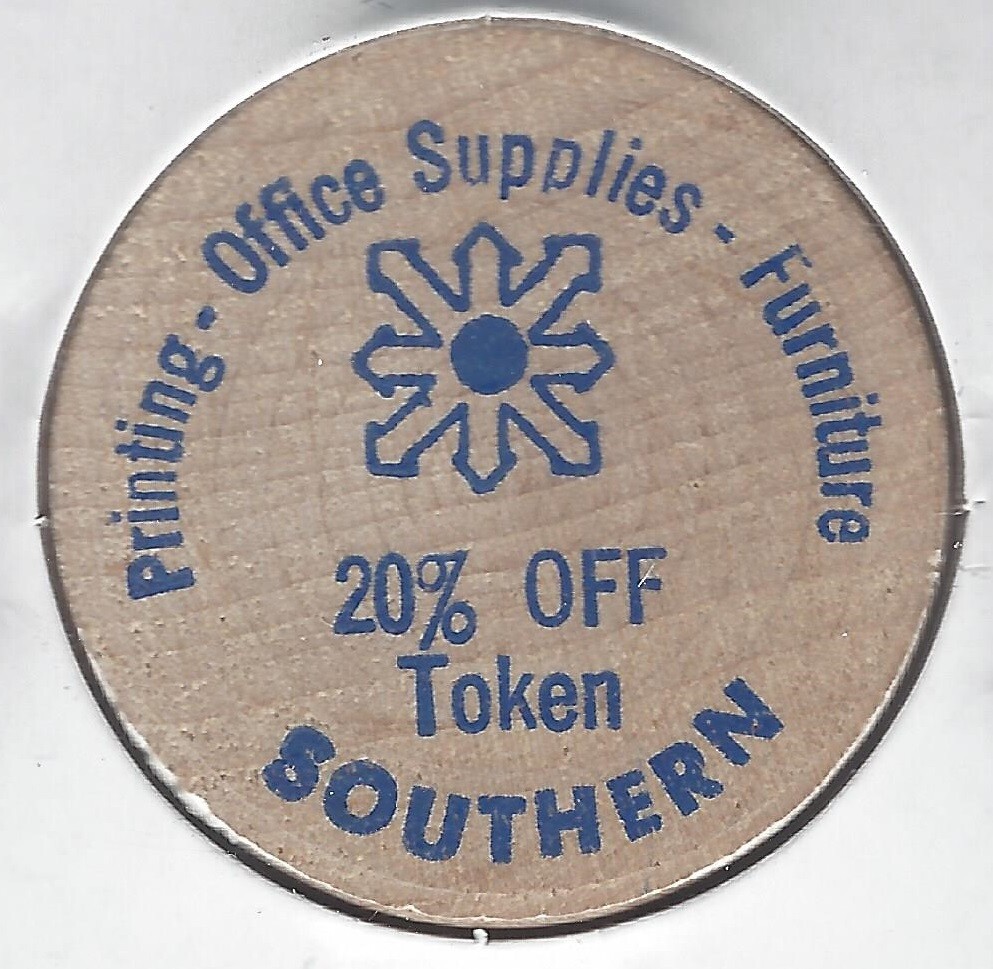 Printing - Office Supplies - Furniture
20% OFF
Token
SOUTHERN